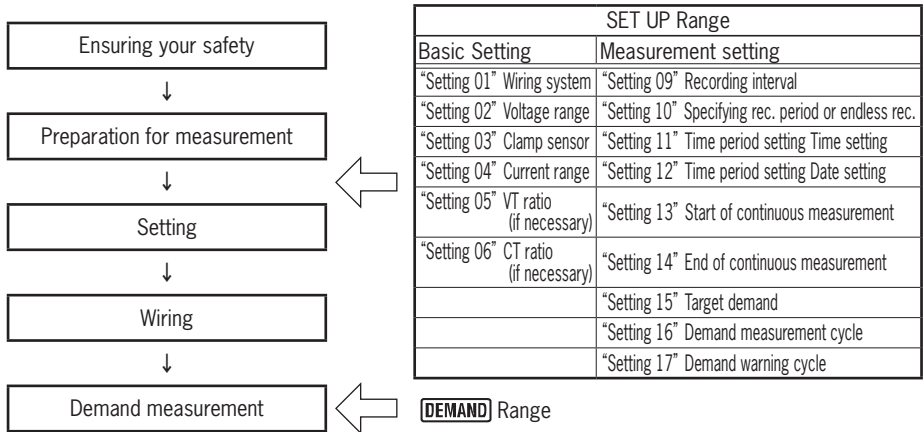 Ensuring your safety
↓
Preparation for measurement
↓
Setting
↓
Wiring
↓
Demand measurement
SET UP Range
Basic Setting Measurement setting
“Setting 01” Wiring system “Setting 09” Recording interval
“Setting 02” Voltage range “Setting 10” Specifying rec. period or endless rec.
“Setting 03” Clamp sensor “Setting 11” Time period setting Time setting
“Setting 04” Current range “Setting 12” Time period setting Date setting
“Setting 05” VT ratio
(if necessary) “Setting 13” Start of continuous measurement
“Setting 06” CT ratio
(if necessary) “Setting 14” End of continuous measurement
“Setting 15” Target demand
“Setting 16” Demand measurement cycle
“Setting 17” Demand warning cycle
DEMAND Range